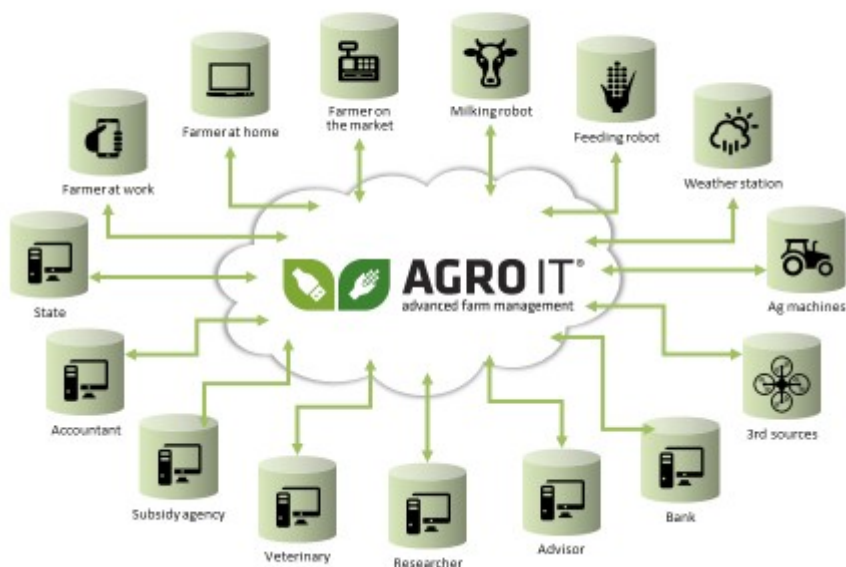 Farmer at home
Farmer on
the market
Milking robot
Feeding robot
Farmer at work
Weather station
State
AGRO IT®
advanced farm management
Ag machines
Accountant
3rd sources
Subsidy agency
Bank
Veterinary
Researcher
Advisor